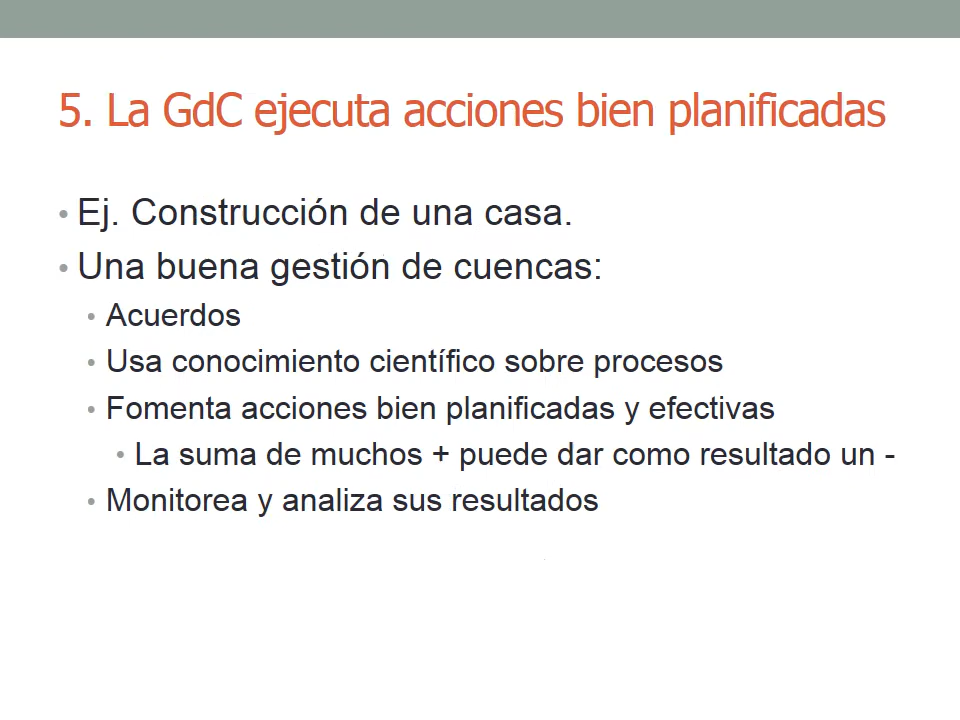 5. La GdC ejecuta acciones bien planificadas
• Ej. Construcción de una casa.
• Una buena gestión de cuencas:
• Acuerdos
• Usa conocimiento científico sobre procesos
• Fomenta acciones bien planificadas y efectivas
• La suma de muchos + puede dar como resultado un -
• Monitorea y analiza sus resultados